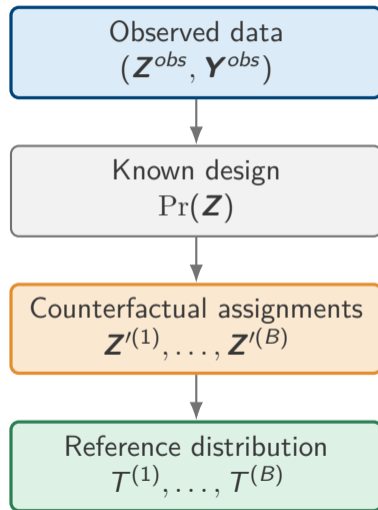 Observed data
(Z^{obs}, Y^{obs})
Known design
Pr(Z)
Counterfactual assignments
Z'^{(1)}, ..., Z'^{(B)}
Reference distribution
T^{(1)}, ..., T^{(B)}